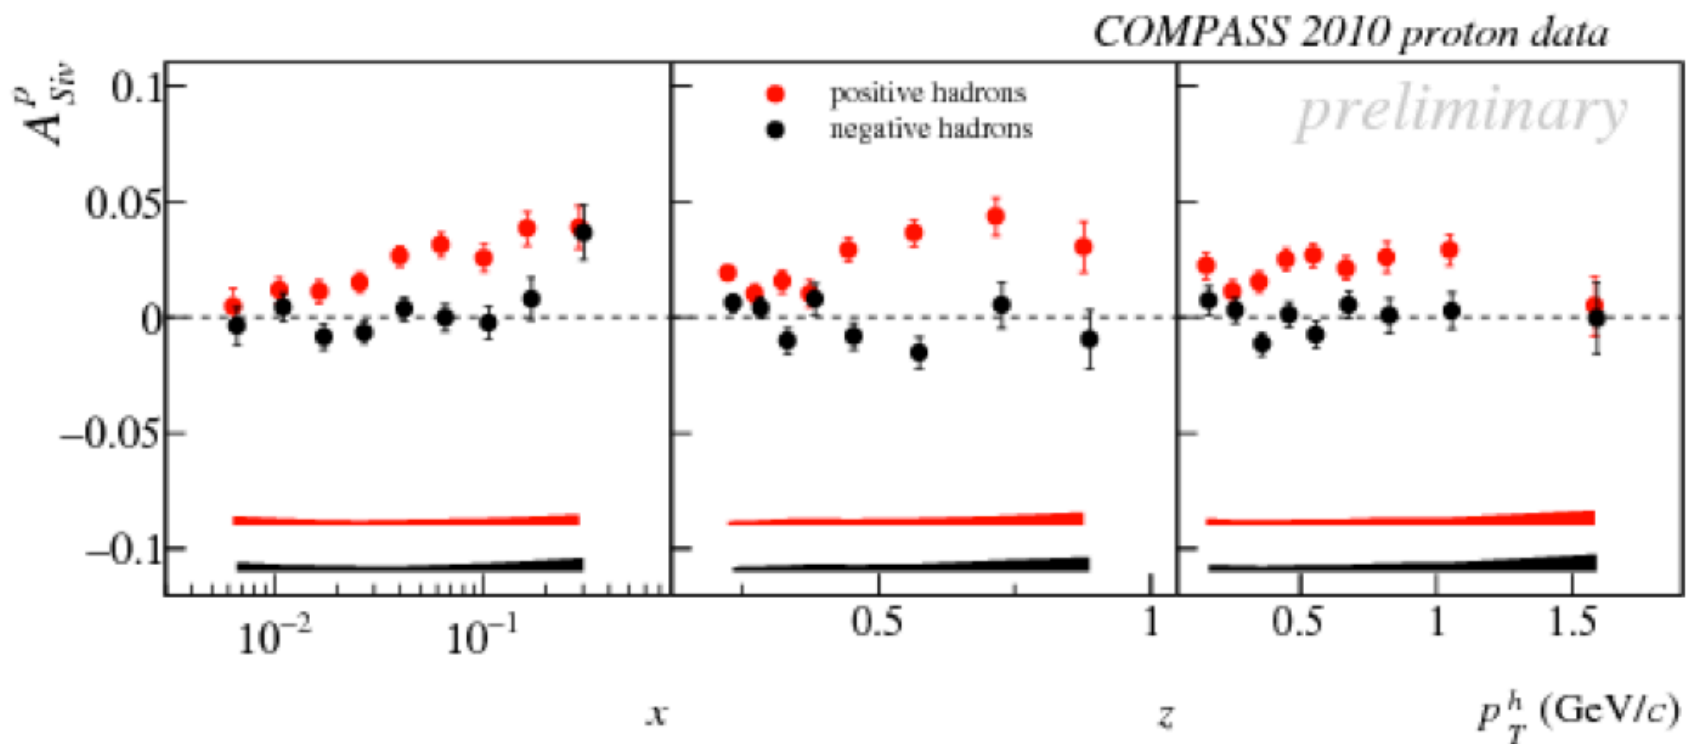 COMPASS 2010 proton data
A^p_Siv
positive hadrons
negative hadrons
preliminary
0.1
0.05
0
−0.05
−0.1
10^−2 10^−1
0.5 1
0.5 1 1.5
x z p^h_T (GeV/c)